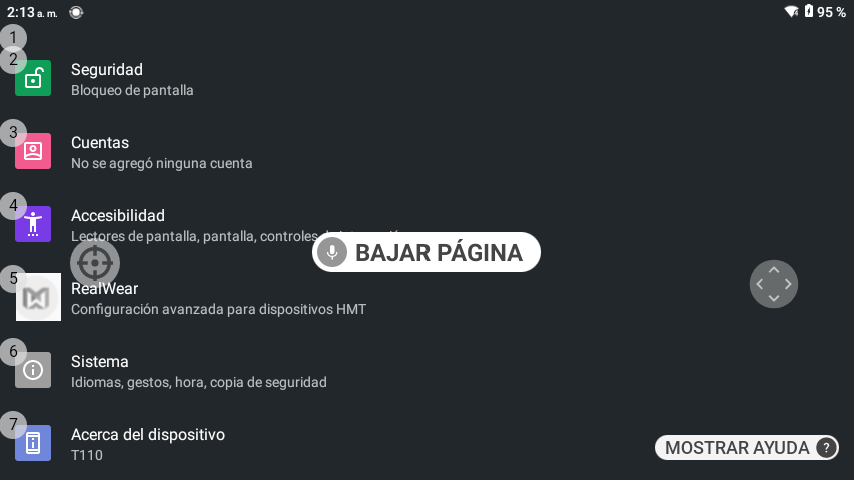 2:13 a. m.
95 %
1
2
Seguridad
Bloqueo de pantalla
3
Cuentas
No se agregó ninguna cuenta
4
Accesibilidad
Lectores de pantalla, pantalla, controles
BAJAR PÁGINA
5
RealWear
Configuración avanzada para dispositivos HMT
6
Sistema
Idiomas, gestos, hora, copia de seguridad
7
Acerca del dispositivo
T110
MOSTRAR AYUDA ?